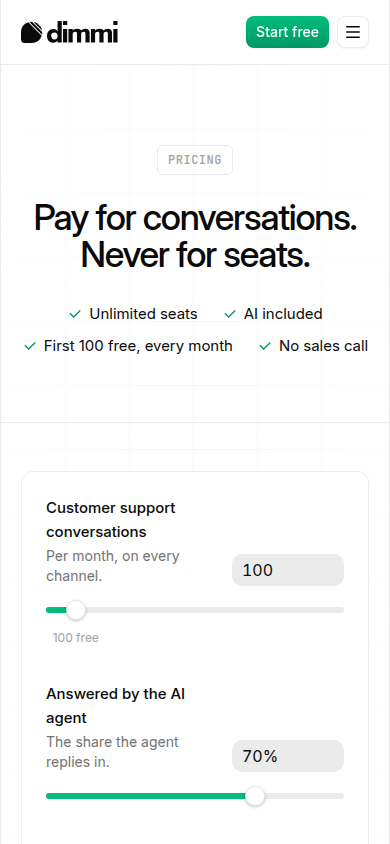 dimmi
Start free
PRICING
Pay for conversations.
Never for seats.
Unlimited seats
AI included
First 100 free, every month
No sales call
Customer support
conversations
Per month, on every
channel.
100
100 free
Answered by the AI
agent
The share the agent
replies in.
70%